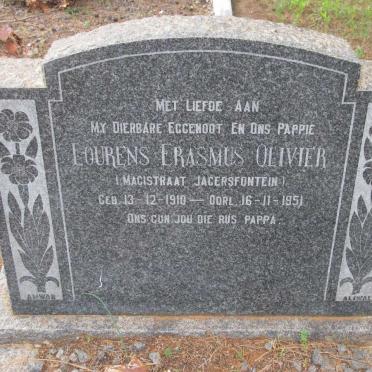 MET LIEFDE AAN
MY DIERBARE EGGENOOT EN ONS PAPPIE
LOURENS ERASMUS OLIVIER
(MAGISTRAAT JAGERSFONTEIN)
GEB. 13-12-1910 — OORL. 16-11-1951
ONS GUN JOU DIE RUS PAPPA